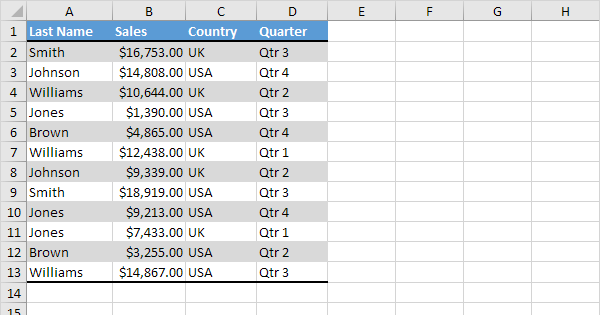 A B C D E F G H
1 Last Name Sales Country Quarter
2 Smith $16,753.00 UK Qtr 3
3 Johnson $14,808.00 USA Qtr 4
4 Williams $10,644.00 UK Qtr 2
5 Jones $1,390.00 USA Qtr 3
6 Brown $4,865.00 USA Qtr 4
7 Williams $12,438.00 UK Qtr 1
8 Johnson $9,339.00 UK Qtr 2
9 Smith $18,919.00 USA Qtr 3
10 Jones $9,213.00 USA Qtr 4
11 Jones $7,433.00 UK Qtr 1
12 Brown $3,255.00 USA Qtr 2
13 Williams $14,867.00 USA Qtr 3
14
15